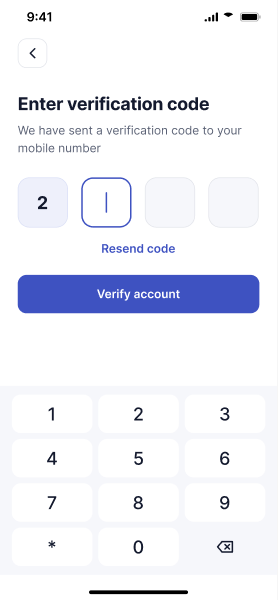 9:41
Enter verification code
We have sent a verification code to your
mobile number
2
Resend code
Verify account
1 2 3
4 5 6
7 8 9
* 0